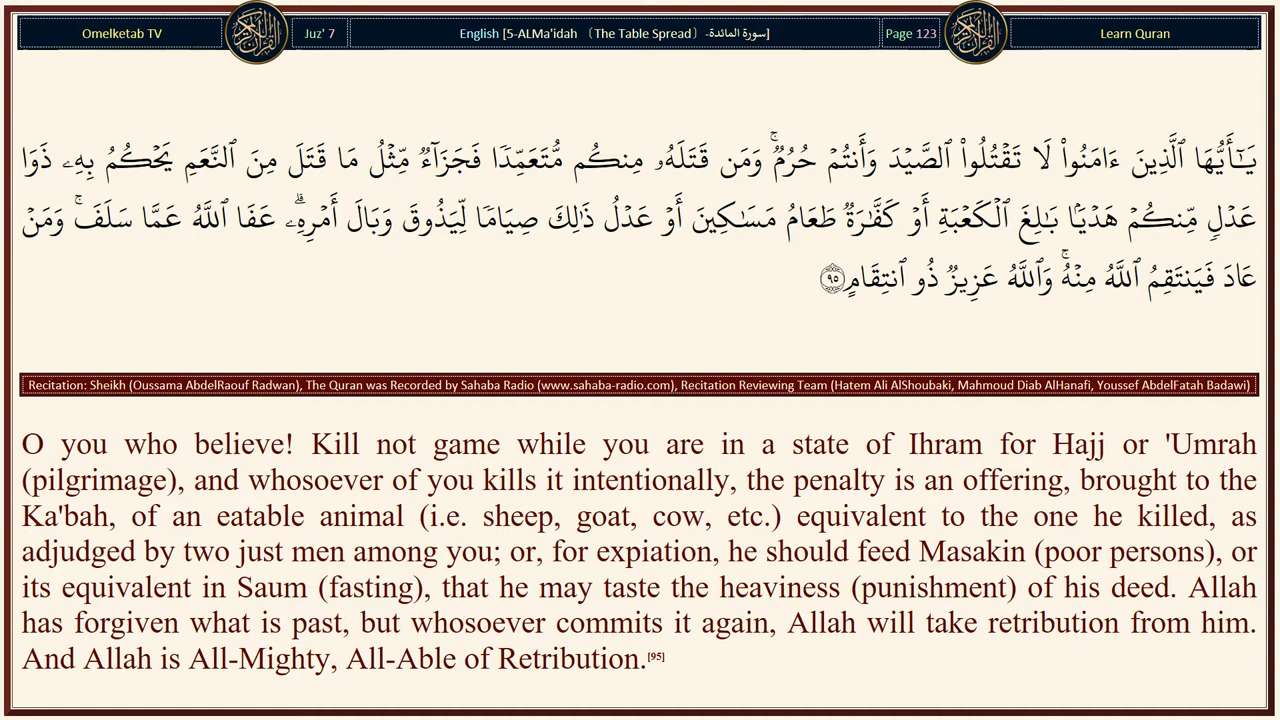 Omelketab TV
Juz' 7
English [5-ALMa'idah （The Table Spread） -سورة المائدة]
Page 123
Learn Quran
يَـٰٓأَيُّهَا ٱلَّذِينَ ءَامَنُوا۟ لَا تَقْتُلُوا۟ ٱلصَّيْدَ وَأَنتُمْ حُرُمٌ ۚ وَمَن قَتَلَهُۥ مِنكُم مُّتَعَمِّدًا فَجَزَآءٌ مِّثْلُ مَا قَتَلَ مِنَ ٱلنَّعَمِ يَحْكُمُ بِهِۦ ذَوَا
عَدْلٍ مِّنكُمْ هَدْيًۢا بَـٰلِغَ ٱلْكَعْبَةِ أَوْ كَفَّـٰرَةٌ طَعَامُ مَسَـٰكِينَ أَوْ عَدْلُ ذَٰلِكَ صِيَامًا لِّيَذُوقَ وَبَالَ أَمْرِهِۦ ۗ عَفَا ٱللَّهُ عَمَّا سَلَفَ ۚ وَمَنْ
عَادَ فَيَنتَقِمُ ٱللَّهُ مِنْهُ ۚ وَٱللَّهُ عَزِيزٌ ذُو ٱنتِقَامٍ ٩٥
Recitation: Sheikh (Oussama AbdelRaouf Radwan), The Quran was Recorded by Sahaba Radio (www.sahaba-radio.com), Recitation Reviewing Team (Hatem Ali AlShoubaki, Mahmoud Diab AlHanafi, Youssef AbdelFatah Badawi)
O you who believe! Kill not game while you are in a state of Ihram for Hajj or 'Umrah
(pilgrimage), and whosoever of you kills it intentionally, the penalty is an offering, brought to the
Ka'bah, of an eatable animal (i.e. sheep, goat, cow, etc.) equivalent to the one he killed, as
adjudged by two just men among you; or, for expiation, he should feed Masakin (poor persons), or
its equivalent in Saum (fasting), that he may taste the heaviness (punishment) of his deed. Allah
has forgiven what is past, but whosoever commits it again, Allah will take retribution from him.
And Allah is All-Mighty, All-Able of Retribution.[95]